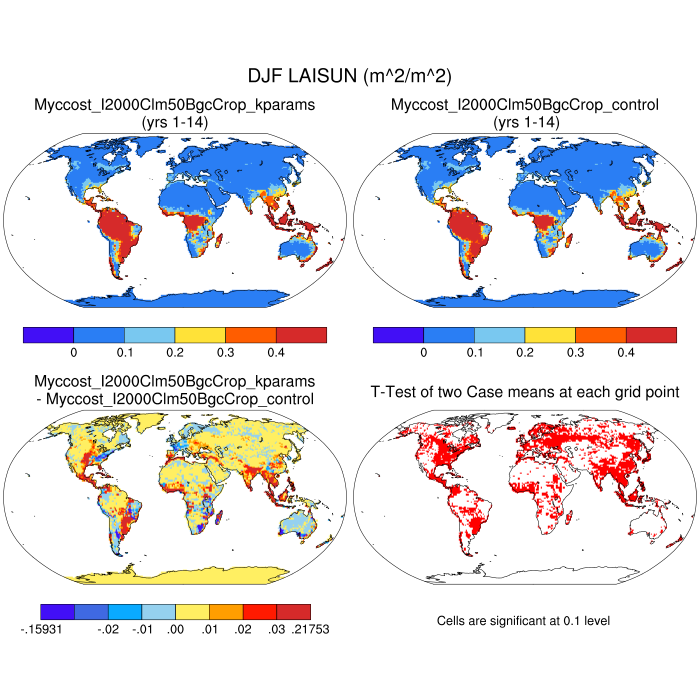 DJF LAISUN (m^2/m^2)
Myccost_I2000Clm50BgcCrop_kparams
(yrs 1-14)
Myccost_I2000Clm50BgcCrop_control
(yrs 1-14)
0 0.1 0.2 0.3 0.4
0 0.1 0.2 0.3 0.4
Myccost_I2000Clm50BgcCrop_kparams
- Myccost_I2000Clm50BgcCrop_control
T-Test of two Case means at each grid point
-.15931 -.02 -.01 .00 .01 .02 .03 .21753
Cells are significant at 0.1 level